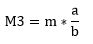 M3 = m * a/b